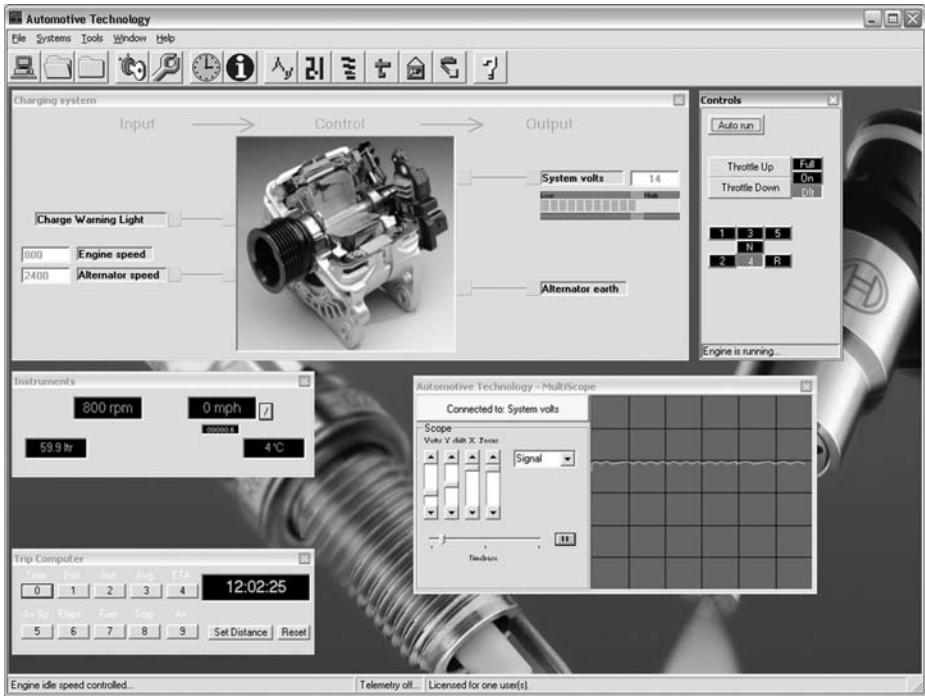 Automotive Technology
File Systems Tools Window Help
Charging system
Input Control Output
System volts 14
Low High
Charge Warning Light
800 Engine speed
2400 Alternator speed
Alternator earth
Controls
Auto run
Throttle Up Full
On
Throttle Down Off
1 3 5
N
2 4 R
Engine is running...
Instruments
800 rpm 0 mph /
00000.6
59.9 ltr 4 °C
Automotive Technology - MultiScope
Connected to: System volts
Scope
Volts Y shift X Focus
Signal
Timebase
Trip Computer
Time Dist Inst Avg ETA
0 1 2 3 4 12:02:25
Av Sp Elaps Fuel Stop
5 6 7 8 9 Set Distance Reset
Engine idle speed controlled... Telemetry off... Licensed for one user(s).